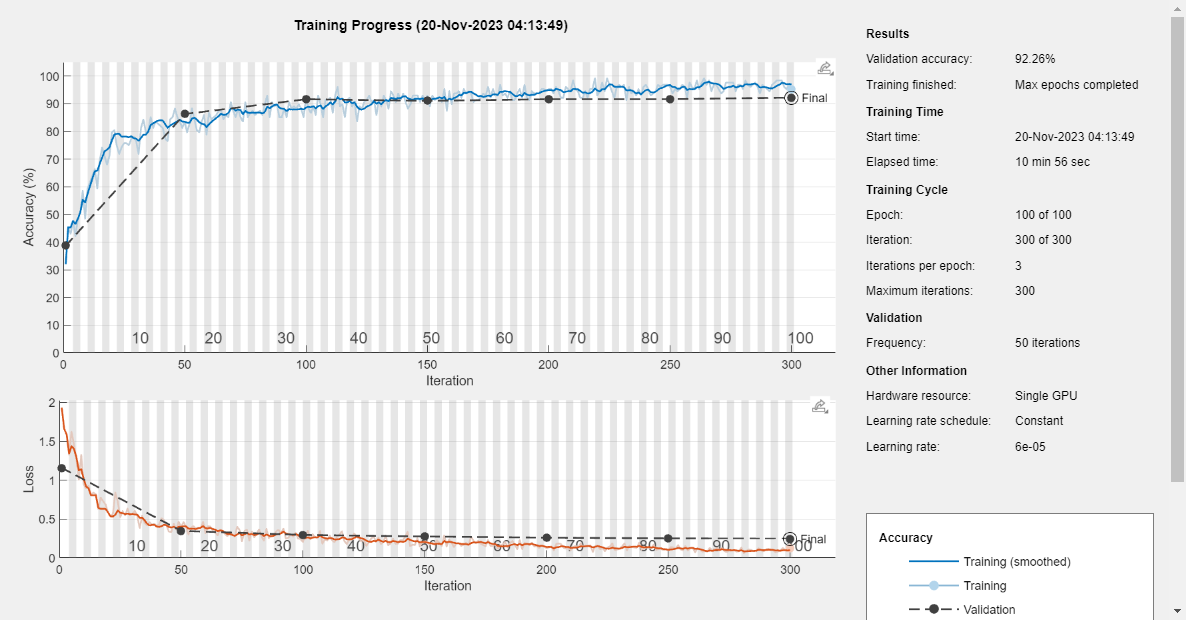 Training Progress (20-Nov-2023 04:13:49)
Accuracy (%)
100
90
80
70
60
50
40
30
20
10
0
Final
10 20 30 40 50 60 70 80 90 100
0 50 100 150 200 250 300
Iteration
Loss
2
1.5
1
0.5
0
Final
10 20 30 40 50 60 70 80 90 100
0 50 100 150 200 250 300
Iteration
Results
Validation accuracy: 92.26%
Training finished: Max epochs completed
Training Time
Start time: 20-Nov-2023 04:13:49
Elapsed time: 10 min 56 sec
Training Cycle
Epoch: 100 of 100
Iteration: 300 of 300
Iterations per epoch: 3
Maximum iterations: 300
Validation
Frequency: 50 iterations
Other Information
Hardware resource: Single GPU
Learning rate schedule: Constant
Learning rate: 6e-05
Accuracy
Training (smoothed)
Training
Validation